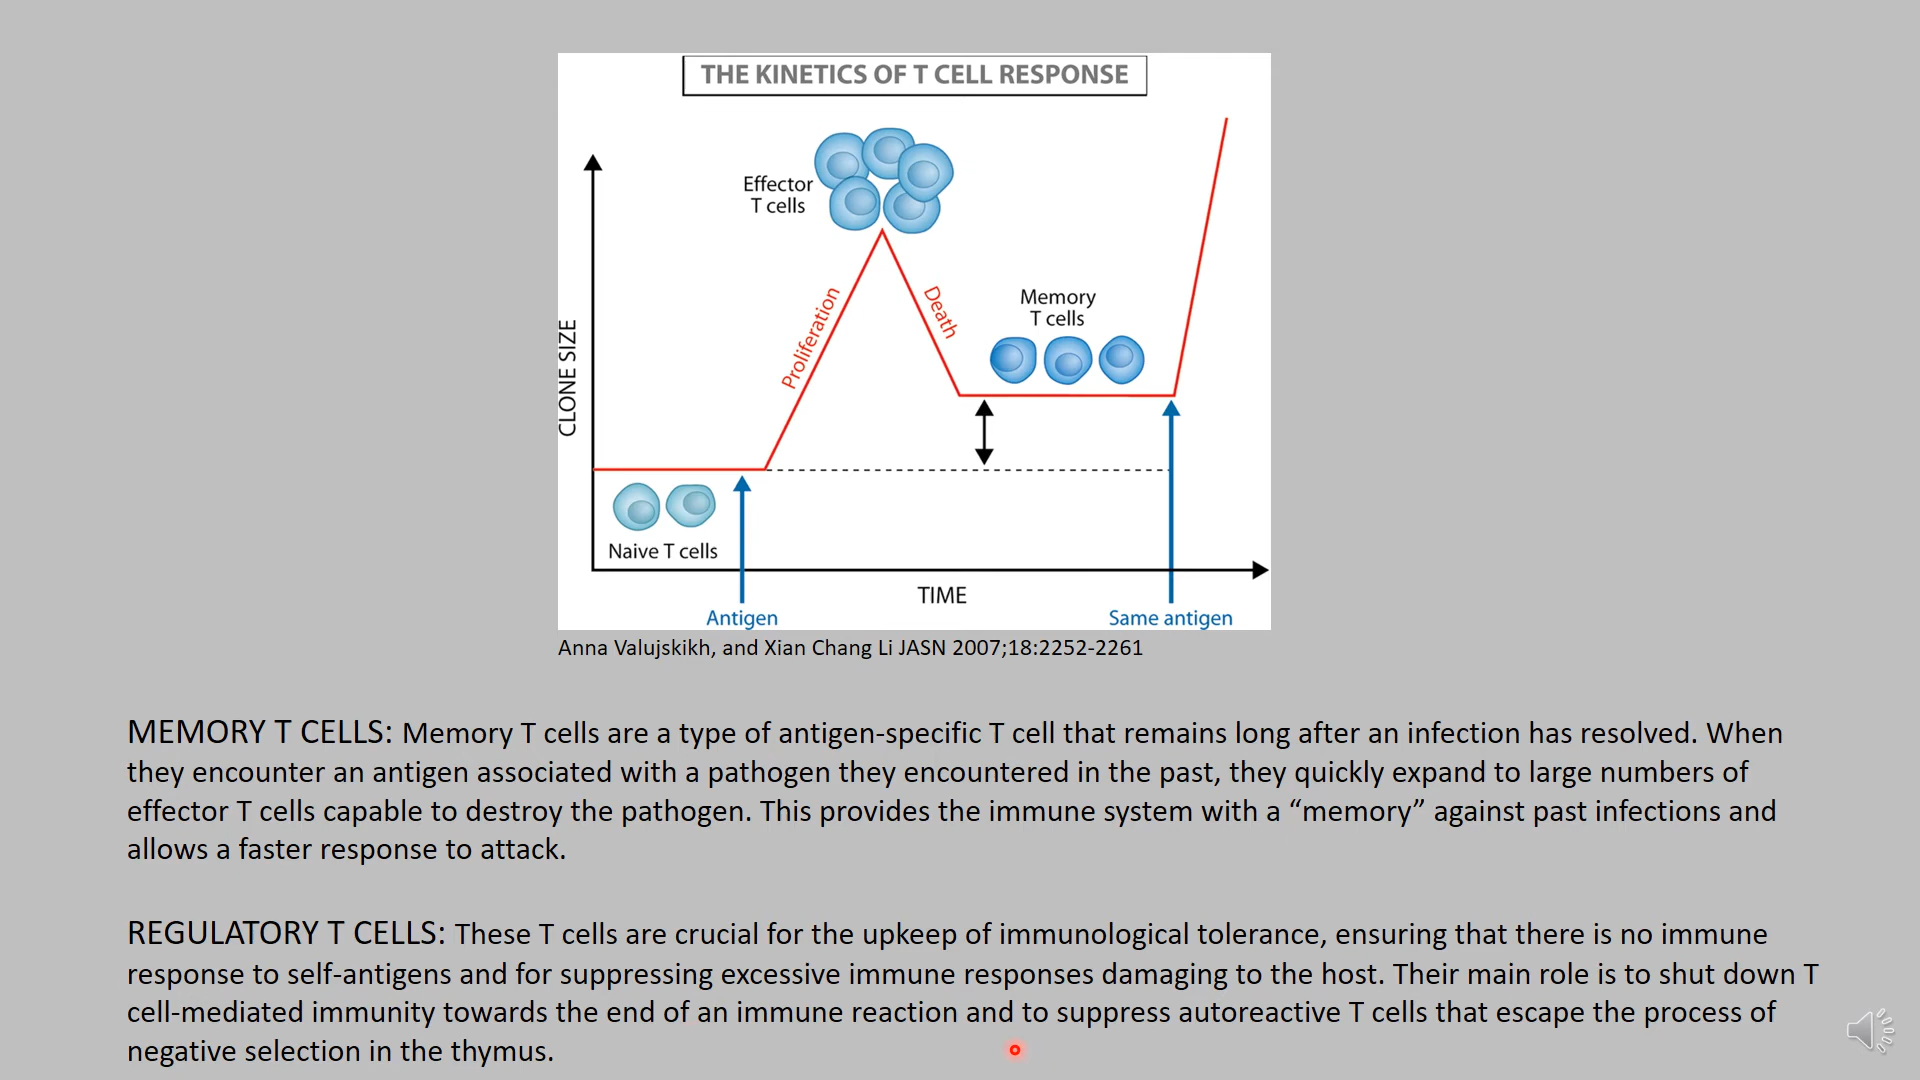 THE KINETICS OF T CELL RESPONSE
Effector
T cells
Proliferation
Death
Memory
T cells
CLONE SIZE
Naive T cells
TIME
Antigen
Same antigen
Anna Valujskikh, and Xian Chang Li JASN 2007;18:2252-2261
MEMORY T CELLS: Memory T cells are a type of antigen-specific T cell that remains long after an infection has resolved. When
they encounter an antigen associated with a pathogen they encountered in the past, they quickly expand to large numbers of
effector T cells capable to destroy the pathogen. This provides the immune system with a “memory” against past infections and
allows a faster response to attack.
REGULATORY T CELLS: These T cells are crucial for the upkeep of immunological tolerance, ensuring that there is no immune
response to self-antigens and for suppressing excessive immune responses damaging to the host. Their main role is to shut down T
cell-mediated immunity towards the end of an immune reaction and to suppress autoreactive T cells that escape the process of
negative selection in the thymus.